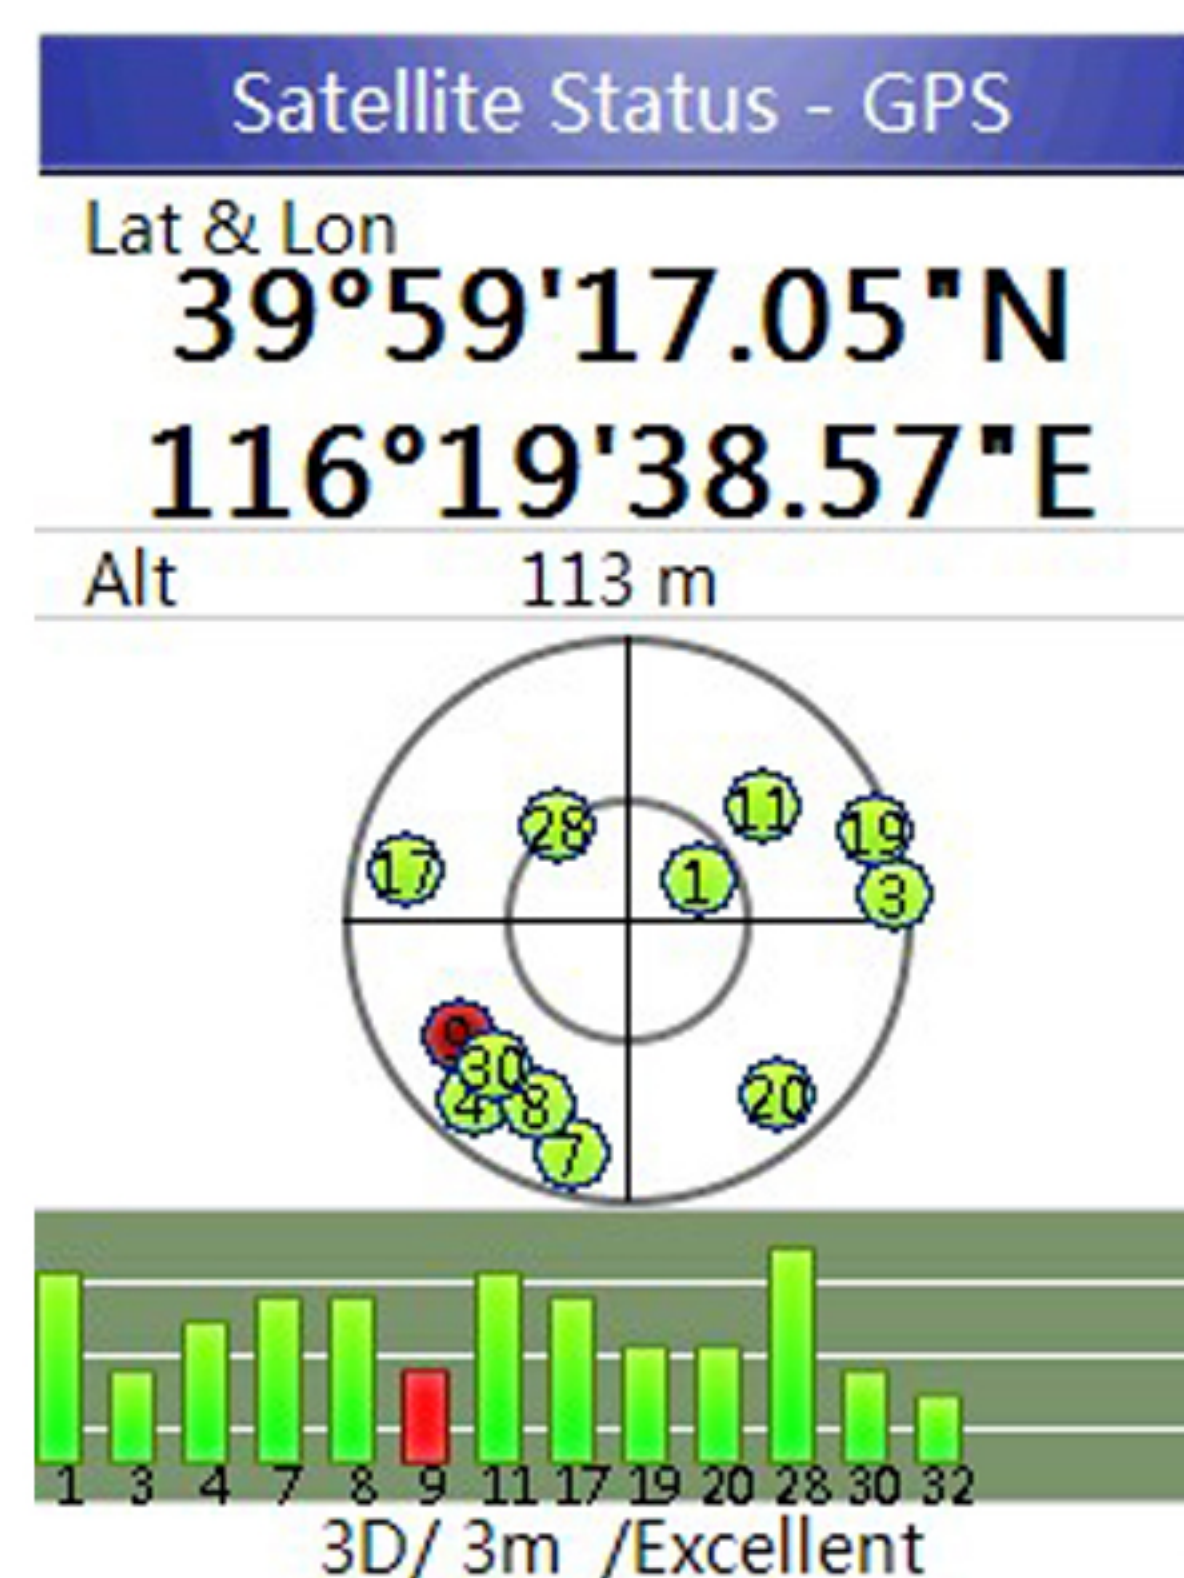 Satellite Status - GPS
Lat & Lon
39°59'17.05"N
116°19'38.57"E
Alt 113 m
11
28 19
17 1 3
9
30
4 8 20
7
1 3 4 7 8 9 11 17 19 20 28 30 32
3D/ 3m /Excellent